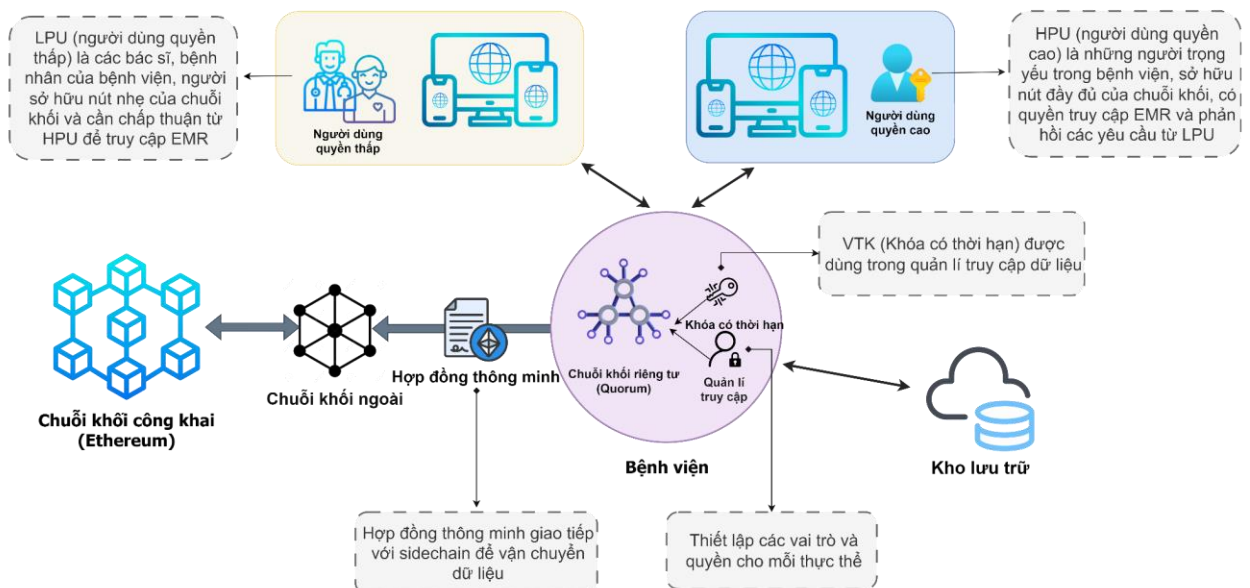 LPU (người dùng quyền
thấp) là các bác sĩ, bệnh
nhân của bệnh viện, người
sở hữu nút nhẹ của chuỗi
khối và cần chấp thuận từ
HPU để truy cập EMR
Người dùng
quyền thấp
Người dùng
quyền cao
HPU (người dùng quyền
cao) là những người trọng
yếu trong bệnh viện, sở hữu
nút đầy đủ của chuỗi khối, có
quyền truy cập EMR và phản
hồi các yêu cầu từ LPU
VTK (Khóa có thời hạn) được
dùng trong quản lí truy cập dữ liệu
Chuỗi khối công khai
(Ethereum)
Chuỗi khối ngoài
Hợp đồng thông minh
Khóa có thời hạn
Chuỗi khối riêng tư
(Quorum)
Quản lí
truy cập
Bệnh viện
Kho lưu trữ
Hợp đồng thông minh giao tiếp
với sidechain để vận chuyển
dữ liệu
Thiết lập các vai trò và
quyền cho mỗi thực thể